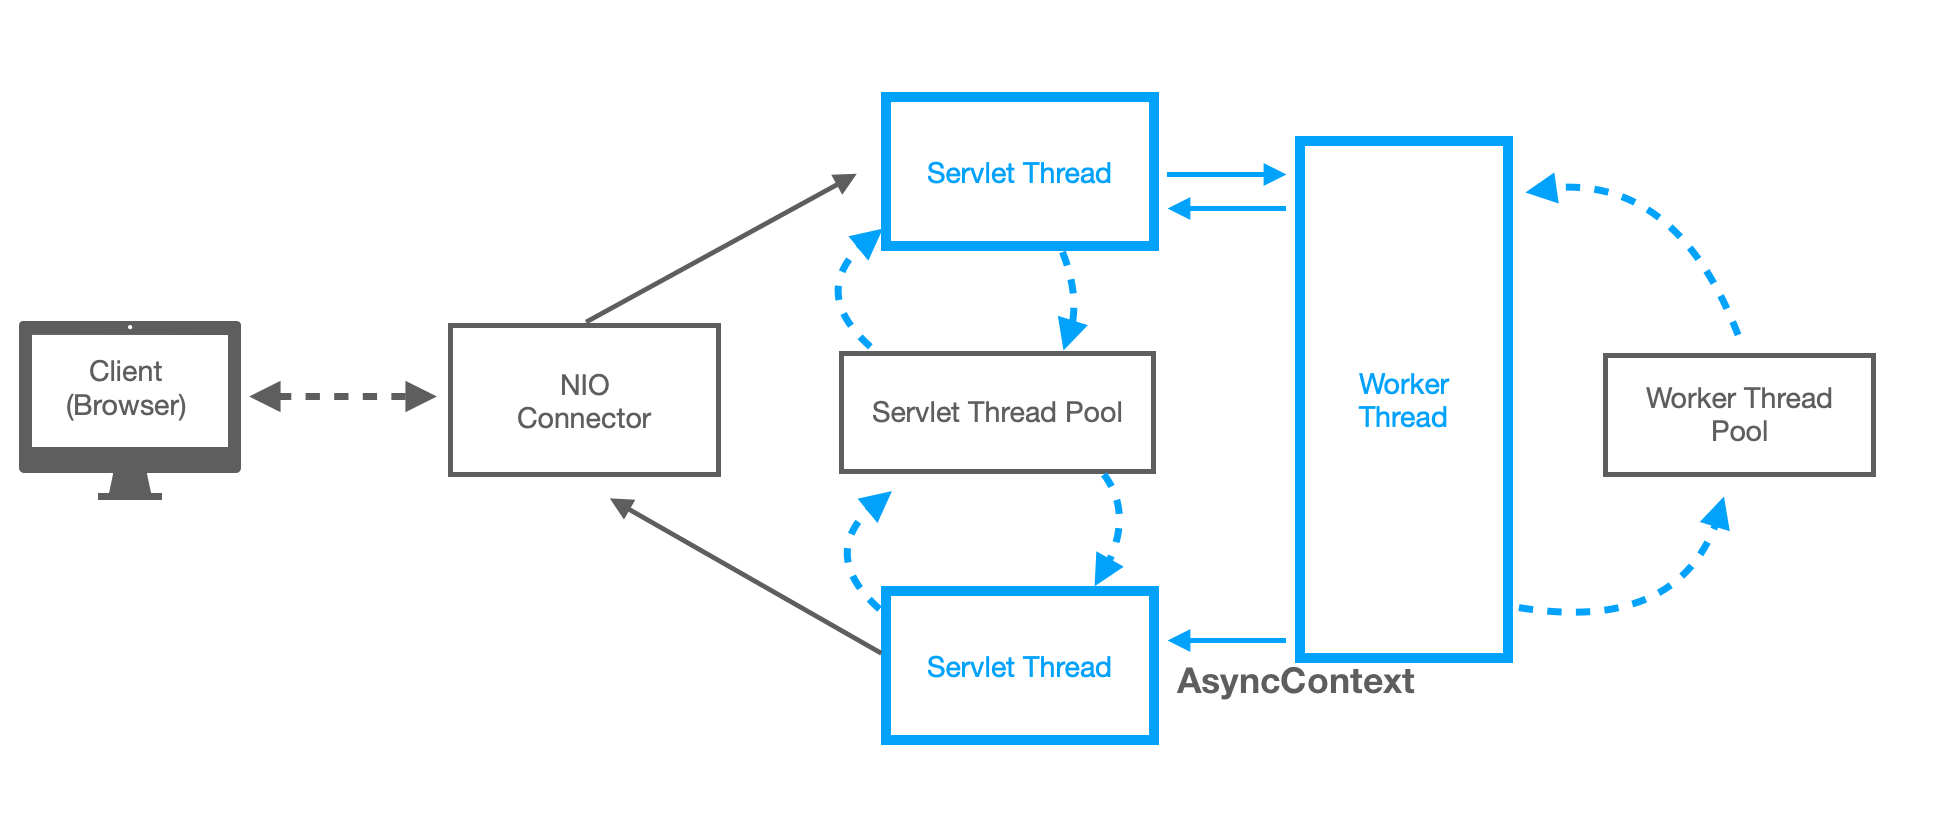 Client
(Browser)
NIO
Connector
Servlet Thread
Servlet Thread Pool
Servlet Thread
AsyncContext
Worker
Thread
Worker Thread
Pool